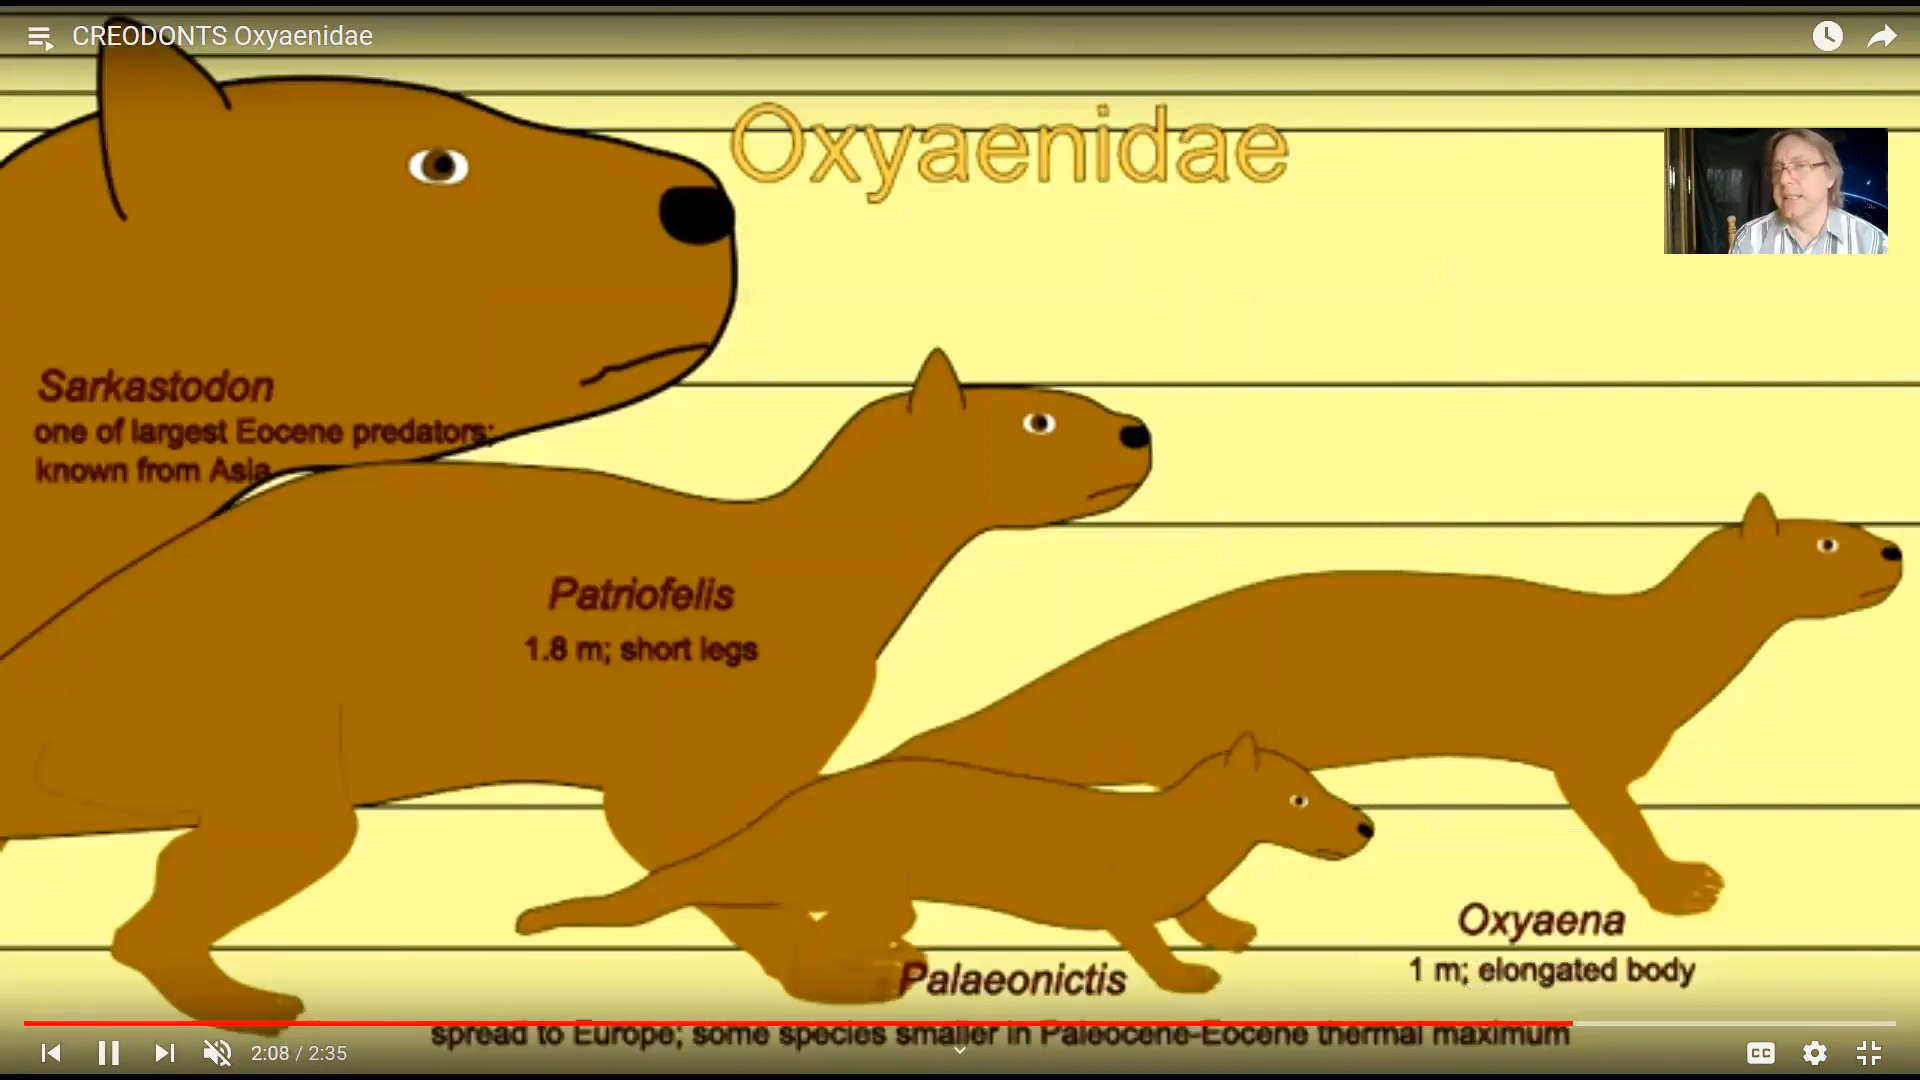 CREODONTS Oxyaenidae
Oxyaenidae
Sarkastodon
one of largest Eocene predators;
known from Asia
Patriofelis
1.8 m; short legs
Oxyaena
1 m; elongated body
Palaeonictis
spread to Europe; some species smaller in Paleocene-Eocene thermal maximum
2:08 / 2:35
CC